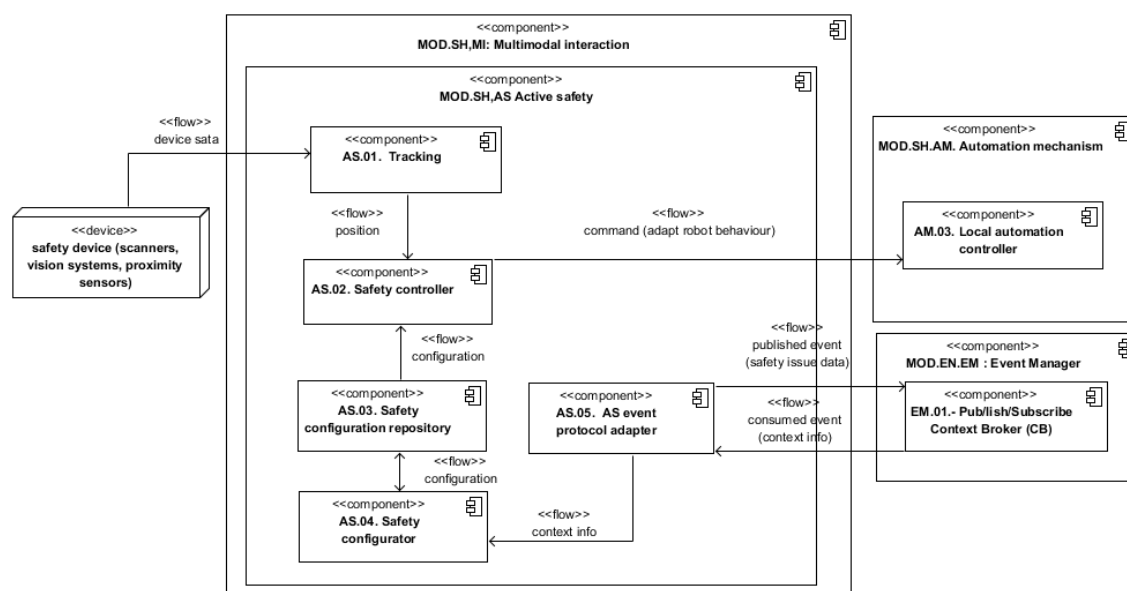 <<component>>
MOD.SH,MI: Multimodal interaction
<<component>>
MOD.SH,AS Active safety
<<flow>>
device sata
<<component>>
AS.01.  Tracking
<<component>>
MOD.SH.AM. Automation mechanism
<<device>>
safety device (scanners,
vision systems, proximity
sensors)
<<flow>>
position
<<flow>>
command (adapt robot behaviour)
<<component>>
AM.03. Local automation
controller
<<component>>
AS.02. Safety controller
<<flow>>
configuration
<<flow>>
published event
(safety issue data)
<<component>>
MOD.EN.EM : Event Manager
<<component>>
AS.03. Safety
configuration repository
<<component>>
AS.05.  AS event
protocol adapter
<<flow>>
consumed event
(context info)
<<component>>
EM.01.- Pub/lish/Subscribe
Context Broker (CB)
<<flow>>
configuration
<<component>>
AS.04. Safety
configurator
<<flow>>
context info